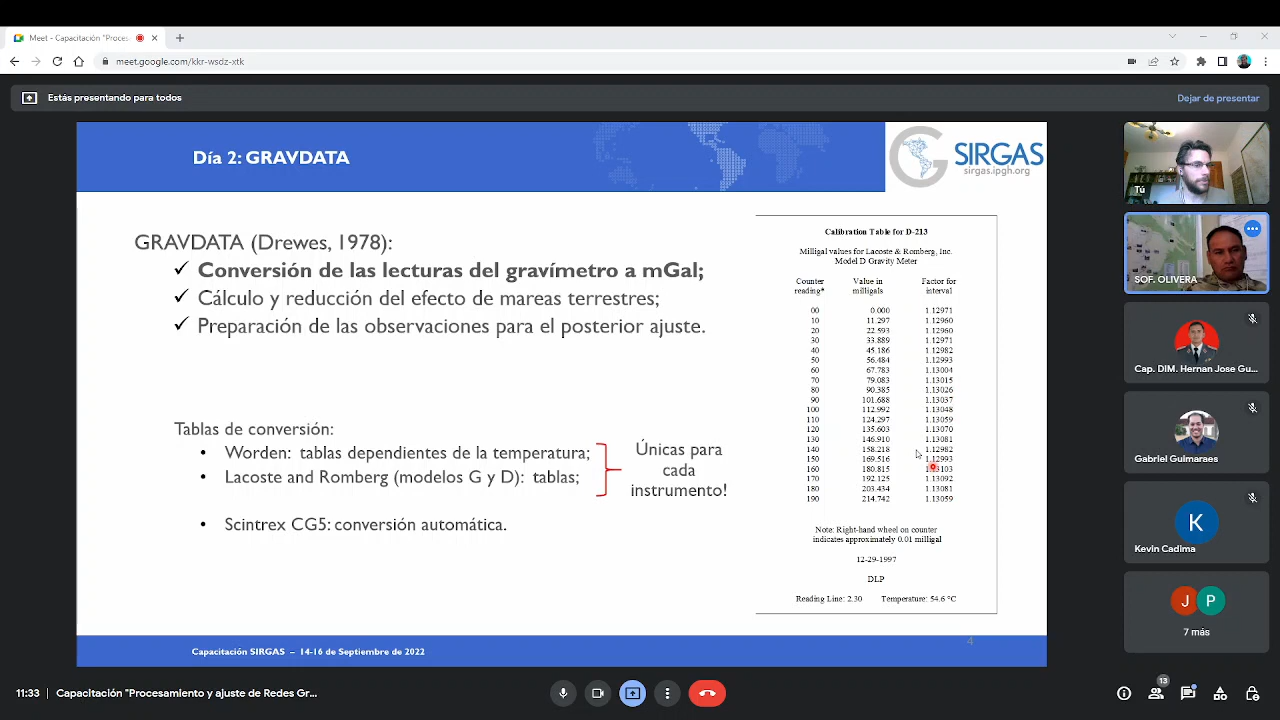 Meet - Capacitación "Proces
meet.google.com/kkr-wsdz-xtk
Estás presentando para todos
Dejar de presentar
Día 2: GRAVDATA
SIRGAS
sirgas.ipgh.org
GRAVDATA (Drewes, 1978):
✓ Conversión de las lecturas del gravímetro a mGal;
✓ Cálculo y reducción del efecto de mareas terrestres;
✓ Preparación de las observaciones para el posterior ajuste.
Tablas de conversión:
• Worden: tablas dependientes de la temperatura;
• Lacoste and Romberg (modelos G y D): tablas;
Únicas para
cada
instrumento!
• Scintrex CG5: conversión automática.
Calibration Table for D-213
Milligal values for Lacoste & Romberg, Inc.
Model D Gravity Meter
Counter reading* Value in milligals Factor for interval
00 0.000 1.12971
10 11.297 1.12960
20 22.593 1.12960
30 33.889 1.12971
40 45.186 1.12982
50 56.484 1.12993
60 67.783 1.13004
70 79.083 1.13015
80 90.385 1.13026
90 101.688 1.13037
100 112.992 1.13048
110 124.297 1.13059
120 135.603 1.13070
130 146.910 1.13081
140 158.218 1.12982
150 169.516 1.12993
160 180.815 1.13103
170 192.125 1.13092
180 203.434 1.13081
190 214.742 1.13059
Note: Right-hand wheel on counter
indicates approximately 0.01 milligal
12-29-1997
DLP
Reading Line: 2.30 Temperature: 54.6 °C
4
Capacitación SIRGAS – 14-16 de Septiembre de 2022
Tú
SOF. OLIVERA
Cap. DIM. Hernan Jose Gu...
Gabriel Guimaraes
K
Kevin Cadima
J P
7 más
11:33 | Capacitación "Procesamiento y ajuste de Redes Gr...
13